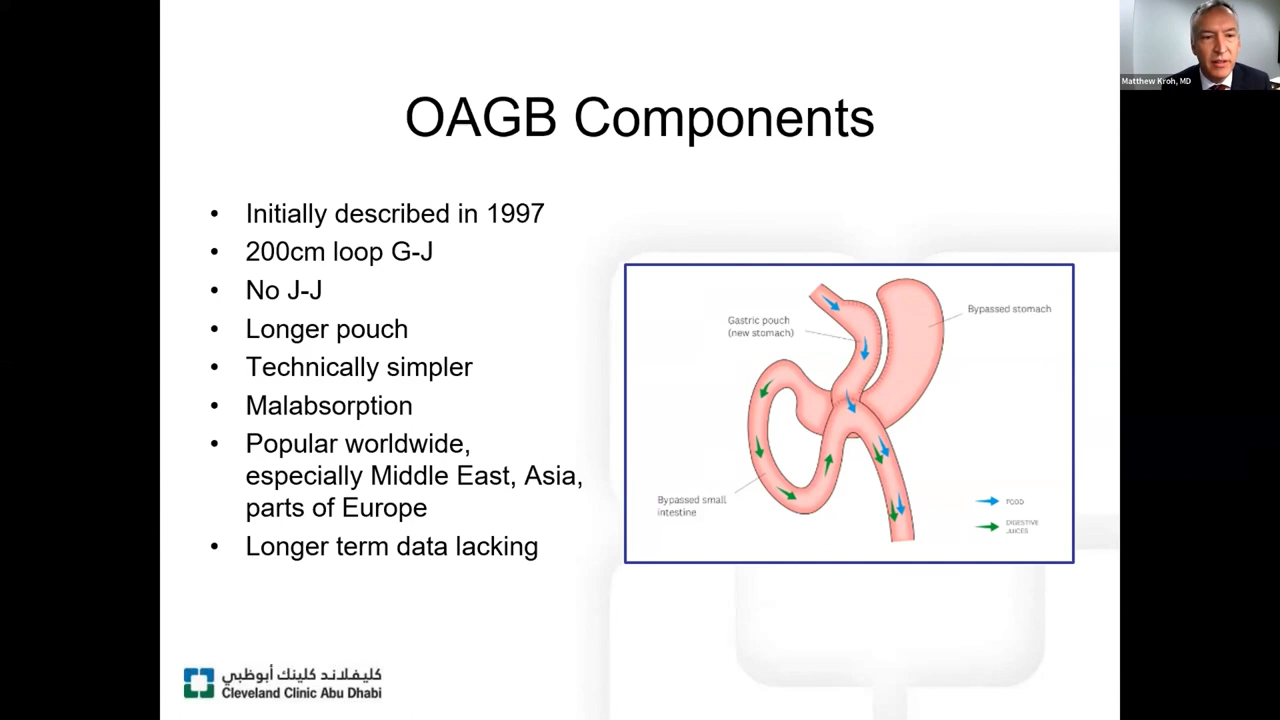 Matthew Kroh, MD
OAGB Components
• Initially described in 1997
• 200cm loop G-J
• No J-J
• Longer pouch
• Technically simpler
• Malabsorption
• Popular worldwide,
especially Middle East, Asia,
parts of Europe
• Longer term data lacking
Gastric pouch
(new stomach)
Bypassed stomach
Bypassed small
intestine
FOOD
DIGESTIVE
JUICES
كليفلاند كلينك أبوظبي
Cleveland Clinic Abu Dhabi